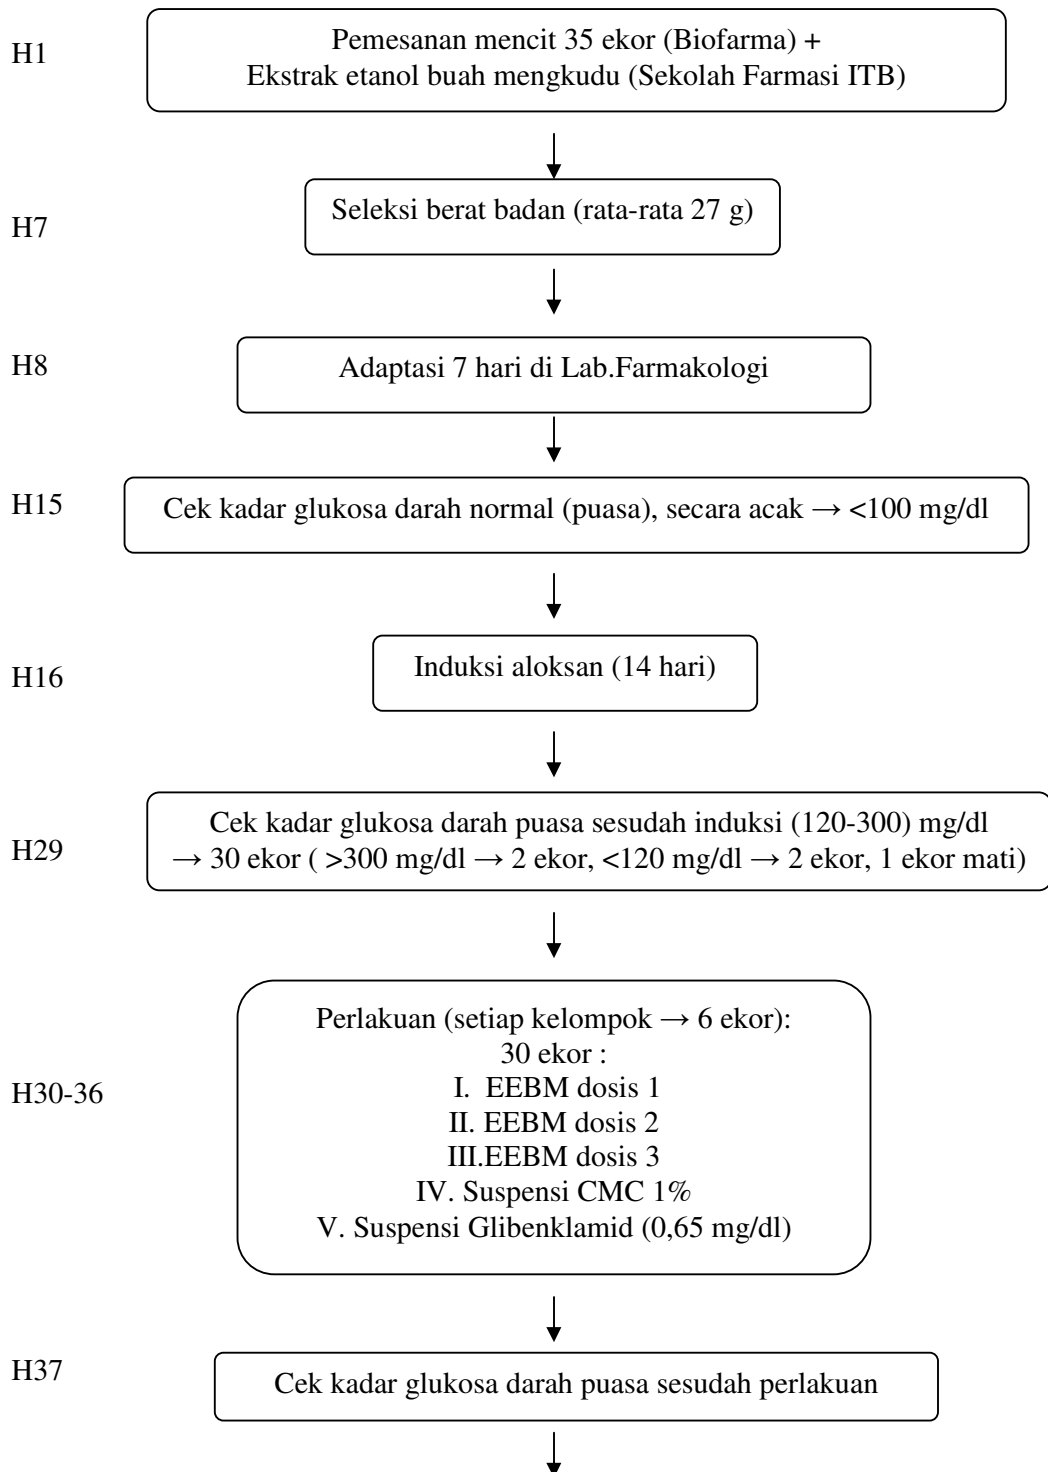 H1
Pemesanan mencit 35 ekor (Biofarma) +
Ekstrak etanol buah mengkudu (Sekolah Farmasi ITB)
H7
Seleksi berat badan (rata-rata 27 g)
H8
Adaptasi 7 hari di Lab.Farmakologi
H15
Cek kadar glukosa darah normal (puasa), secara acak → <100 mg/dl
H16
Induksi aloksan (14 hari)
H29
Cek kadar glukosa darah puasa sesudah induksi (120-300) mg/dl
→ 30 ekor ( >300 mg/dl → 2 ekor, <120 mg/dl → 2 ekor, 1 ekor mati)
H30-36
Perlakuan (setiap kelompok → 6 ekor):
30 ekor :
I. EEBM dosis 1
II. EEBM dosis 2
III.EEBM dosis 3
IV. Suspensi CMC 1%
V. Suspensi Glibenklamid (0,65 mg/dl)
H37
Cek kadar glukosa darah puasa sesudah perlakuan